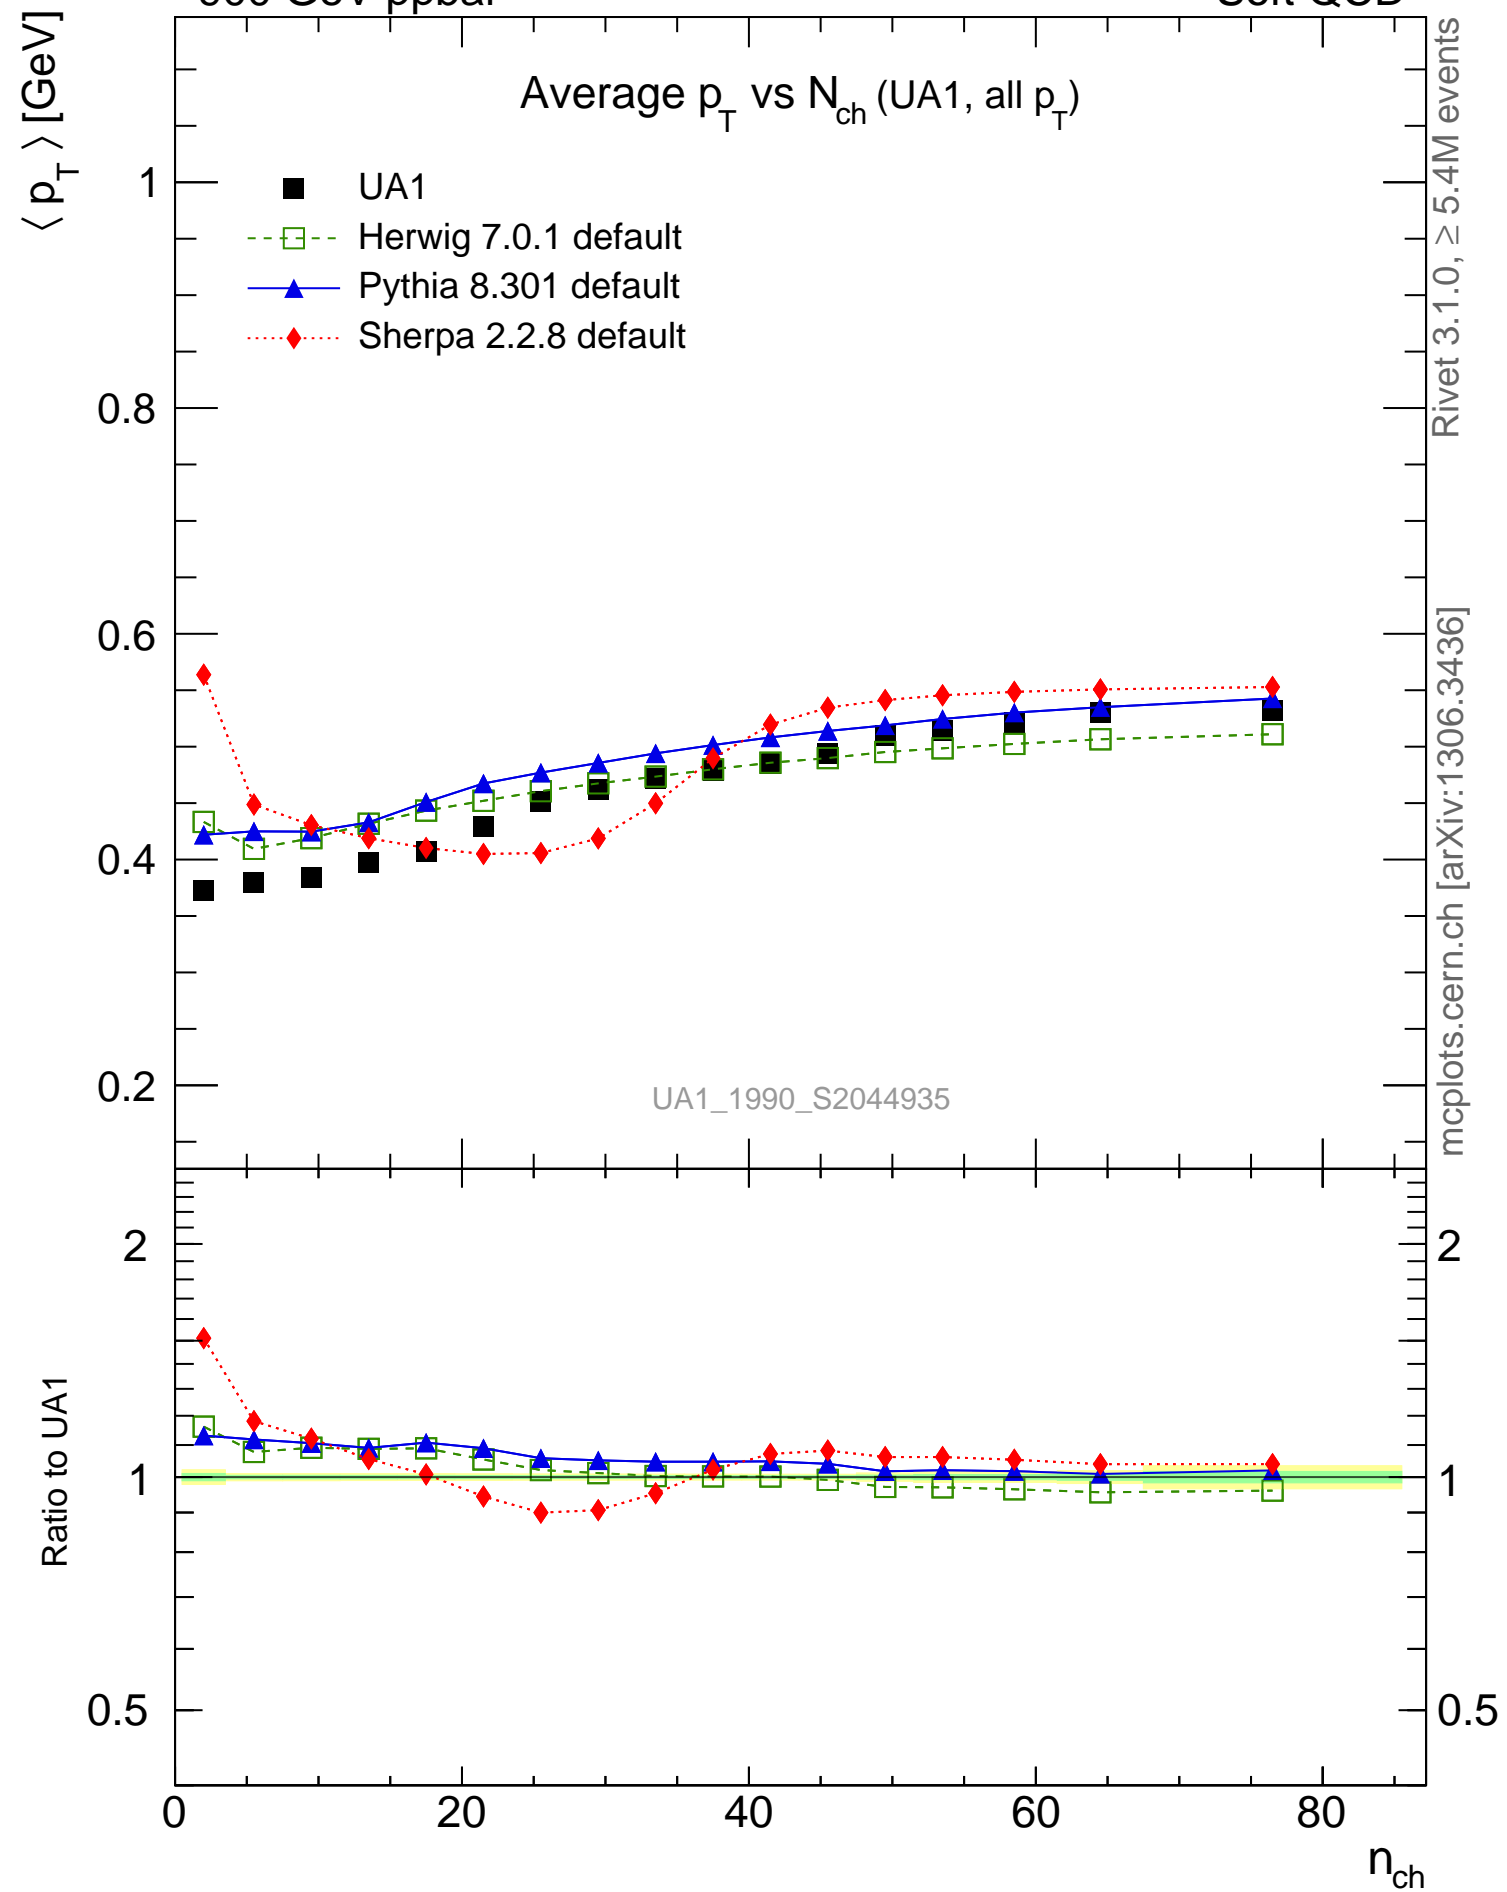 ⟨ p_T ⟩ [GeV]
Average p_T vs N_ch (UA1, all p_T)
UA1
Herwig 7.0.1 default
Pythia 8.301 default
Sherpa 2.2.8 default
1
0.8
0.6
0.4
0.2
UA1_1990_S2044935
Rivet 3.1.0, ≥ 5.4M events
mcplots.cern.ch [arXiv:1306.3436]
Ratio to UA1
2
1
0.5
2
1
0.5
0
20
40
60
80
n_ch